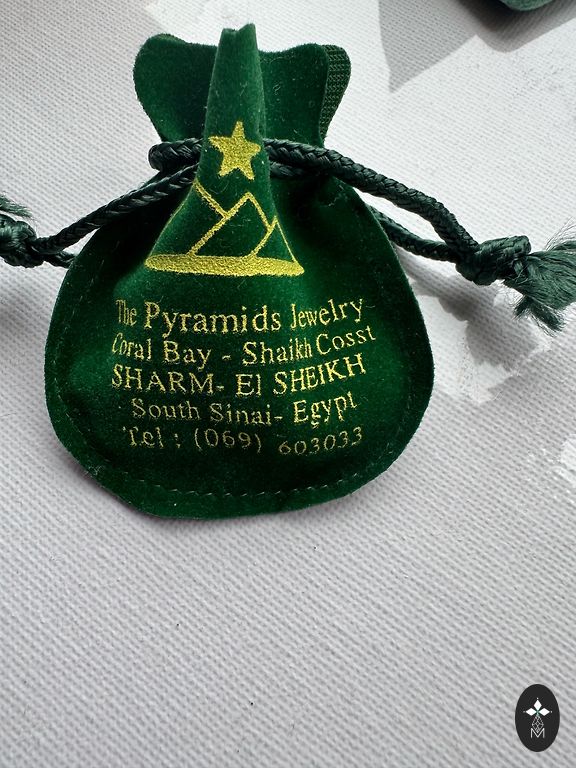 The Pyramids Jewelry
Coral Bay - Shaikh Cosst
SHARM- El SHEIKH
South Sinai- Egypt
Tel : (069) 603033
M